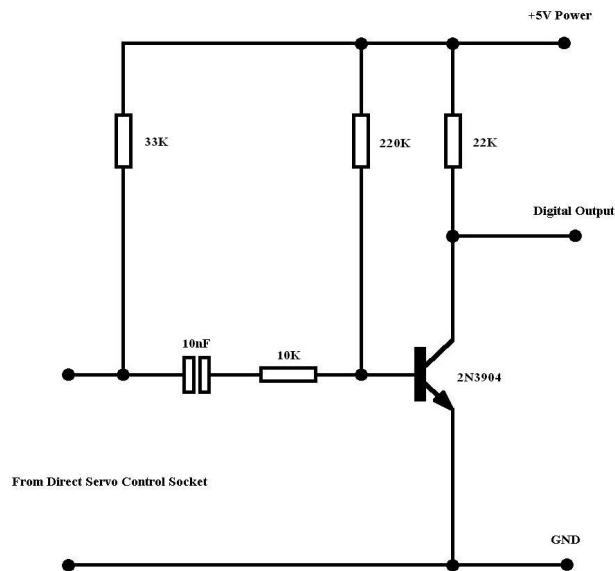 +5V Power
33K
220K
22K
Digital Output
10nF
10K
2N3904
From Direct Servo Control Socket
GND